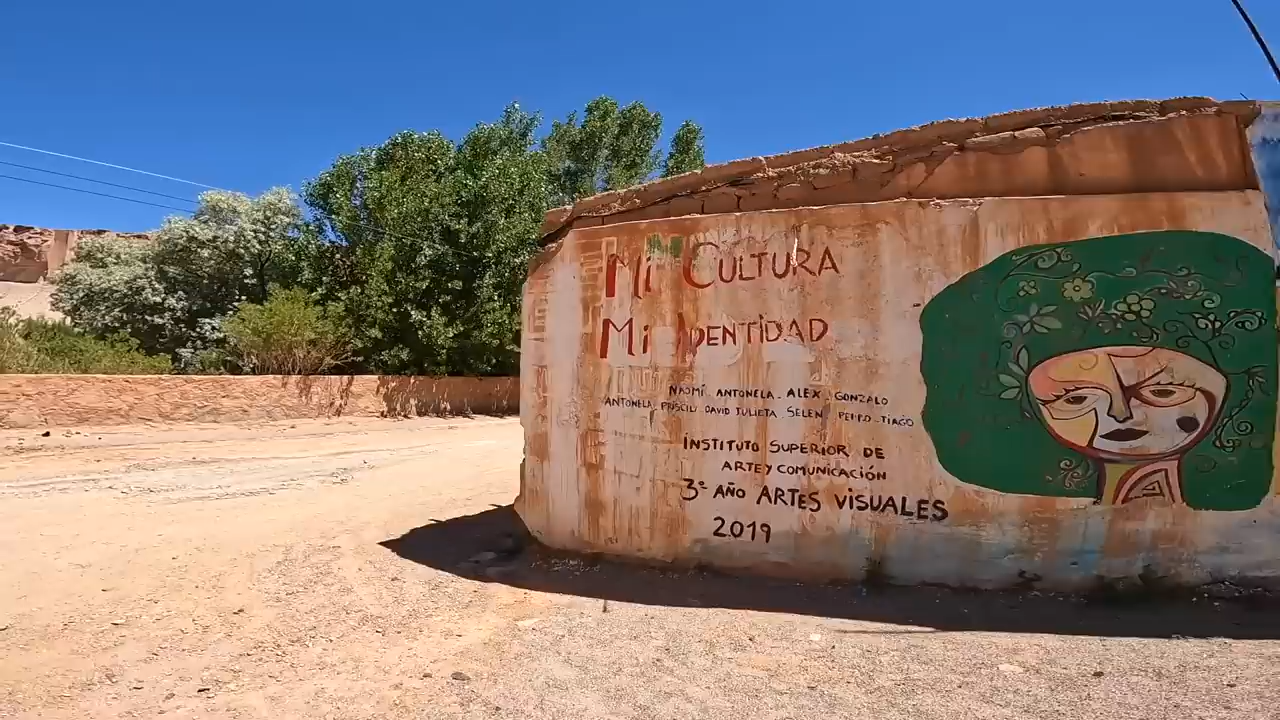 Mi CULTURA
Mi IDENTiDAD
NAOMÍ. ANTONELA. ALEX. GONZALO
ANTONELA. PRISCILA. DAVID. JULIETA. SELENE. PEDRO. TIAGO
iNSTiTUTO SUPERiOR DE
ARTE Y COMUNiCACiÓN
3° AÑO ARTES ViSUALES
2019